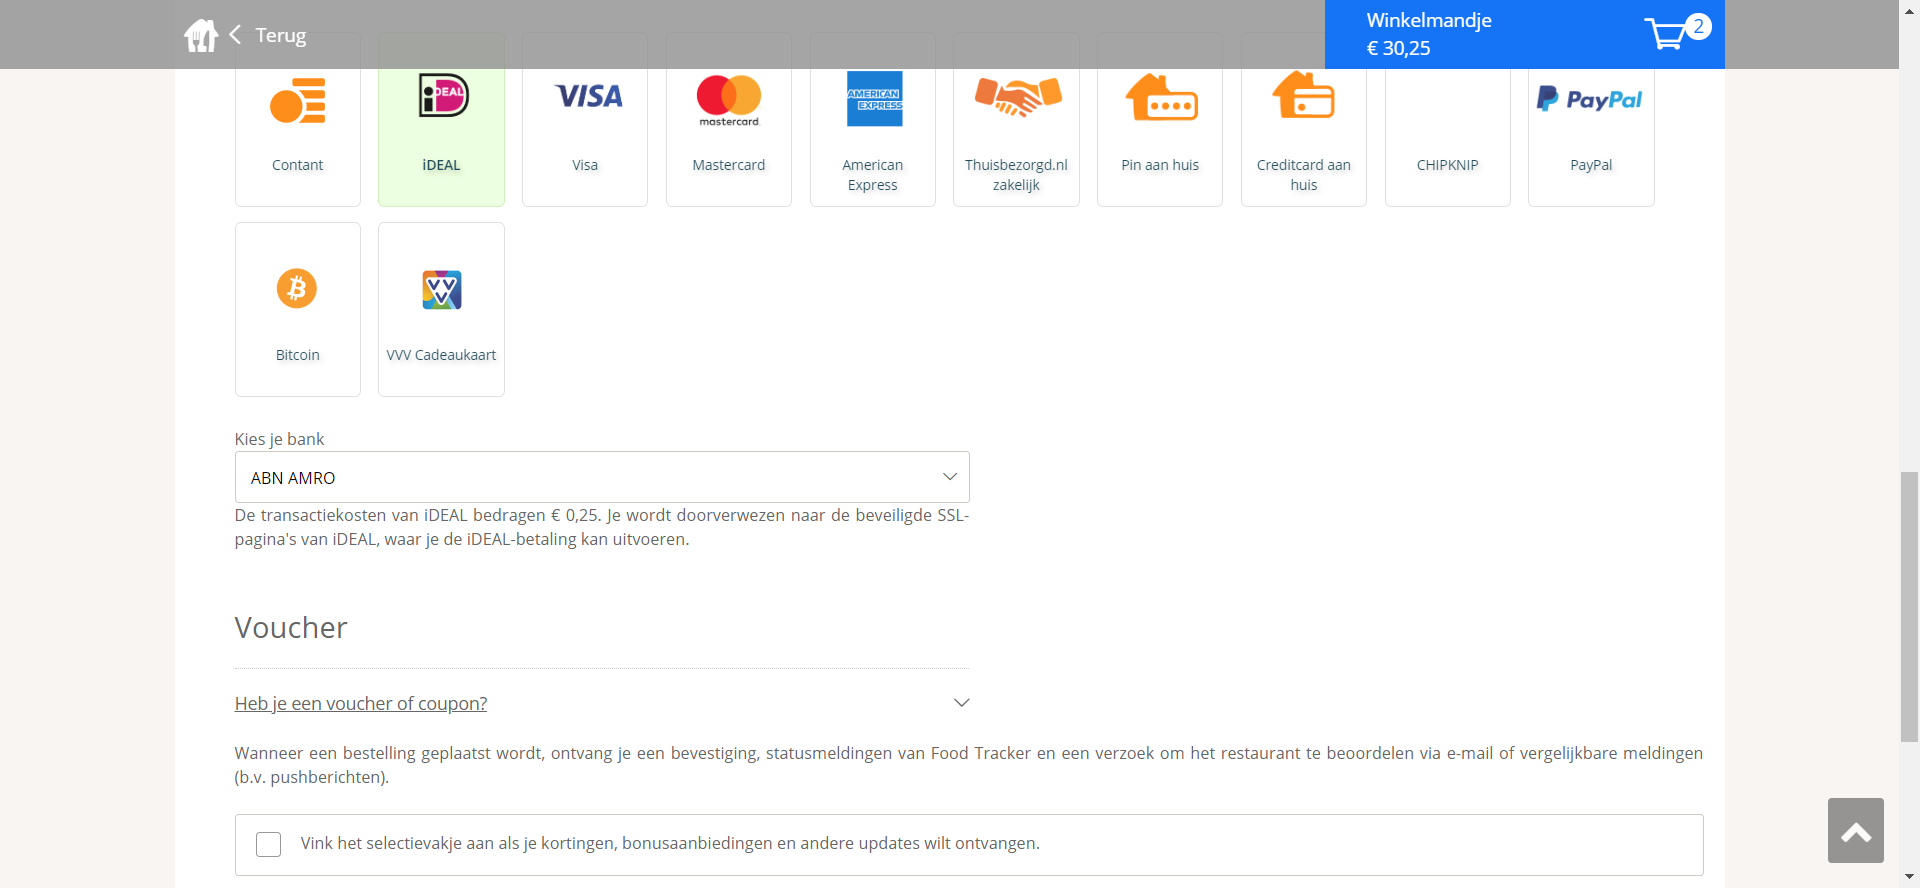 Terug
Winkelmandje
€ 30,25
2
iDEAL
VISA
mastercard
AMERICAN
EXPRESS
PayPal
Contant
iDEAL
Visa
Mastercard
American
Express
Thuisbezorgd.nl
zakelijk
Pin aan huis
Creditcard aan
huis
CHIPKNIP
PayPal
VVV
Bitcoin
VVV Cadeaukaart
Kies je bank
ABN AMRO
De transactiekosten van iDEAL bedragen € 0,25. Je wordt doorverwezen naar de beveiligde SSL-
pagina's van iDEAL, waar je de iDEAL-betaling kan uitvoeren.
Voucher
Heb je een voucher of coupon?
Wanneer een bestelling geplaatst wordt, ontvang je een bevestiging, statusmeldingen van Food Tracker en een verzoek om het restaurant te beoordelen via e-mail of vergelijkbare meldingen
(b.v. pushberichten).
Vink het selectievakje aan als je kortingen, bonusaanbiedingen en andere updates wilt ontvangen.